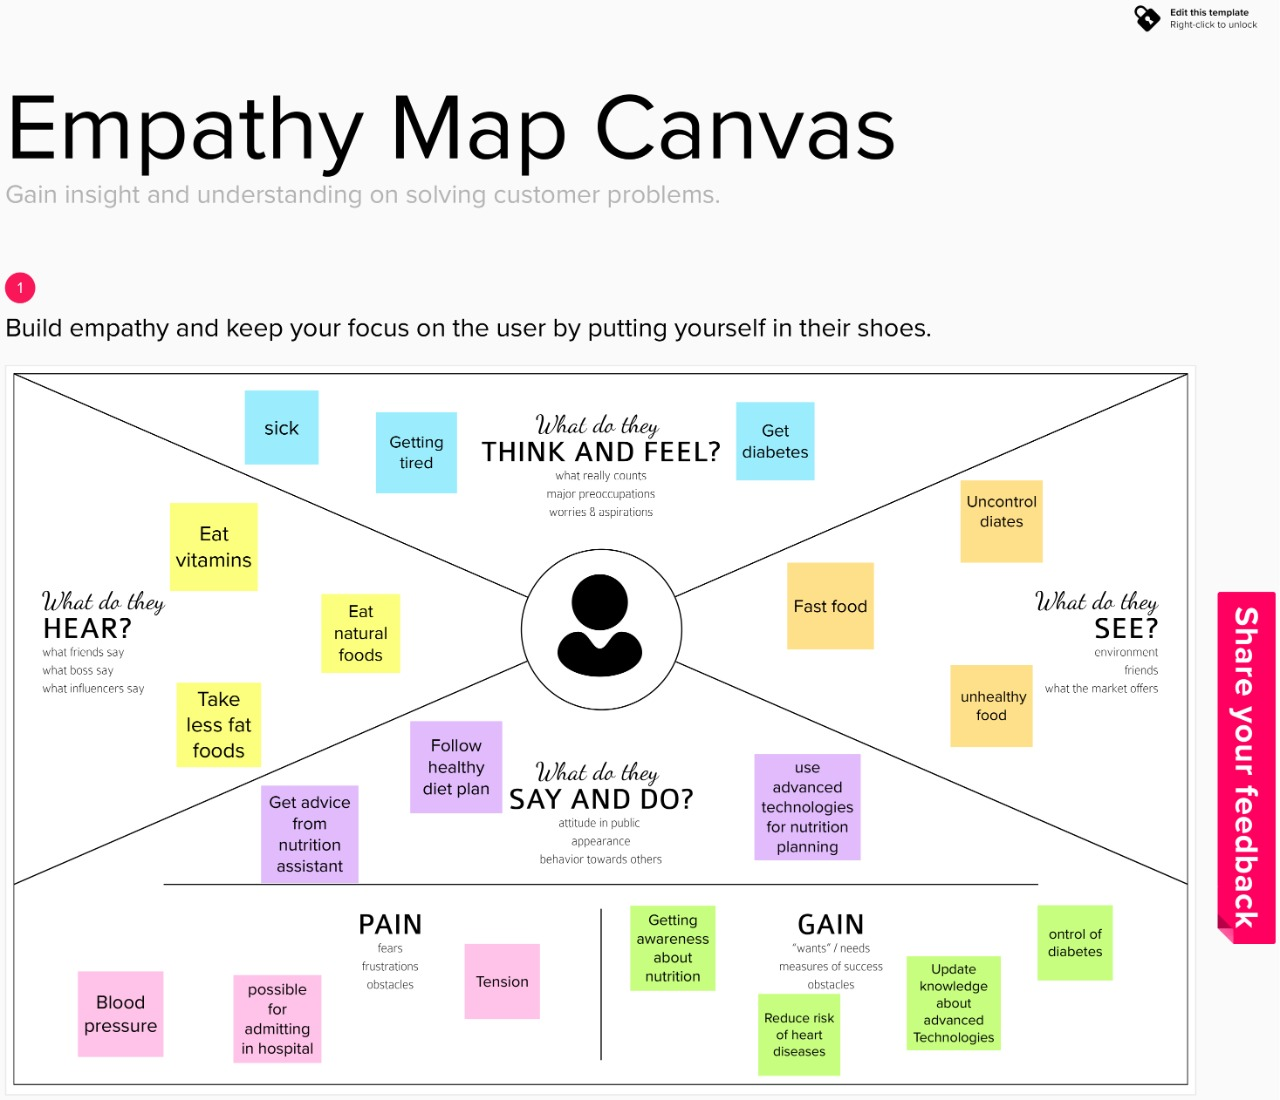 Edit this template
Right-click to unlock
Empathy Map Canvas
Gain insight and understanding on solving customer problems.
1
Build empathy and keep your focus on the user by putting yourself in their shoes.
sick
Getting
tired
What do they
THINK AND FEEL?
what really counts
major preoccupations
worries & aspirations
Get
diabetes
Eat
vitamins
What do they
HEAR?
what friends say
what boss say
what influencers say
Eat
natural
foods
Take
less fat
foods
Uncontrol
diates
Fast food
What do they
SEE?
environment
friends
what the market offers
unhealthy
food
Follow
healthy
diet plan
Get advice
from
nutrition
assistant
What do they
SAY AND DO?
attitude in public
appearance
behavior towards others
use
advanced
technologies
for nutrition
planning
PAIN
fears
frustrations
obstacles
Blood
pressure
possible
for
admitting
in hospital
Tension
Getting
awareness
about
nutrition
GAIN
“wants” / needs
measures of success
obstacles
Reduce risk
of heart
diseases
Update
knowledge
about
advanced
Technologies
ontrol of
diabetes
Share your feedback